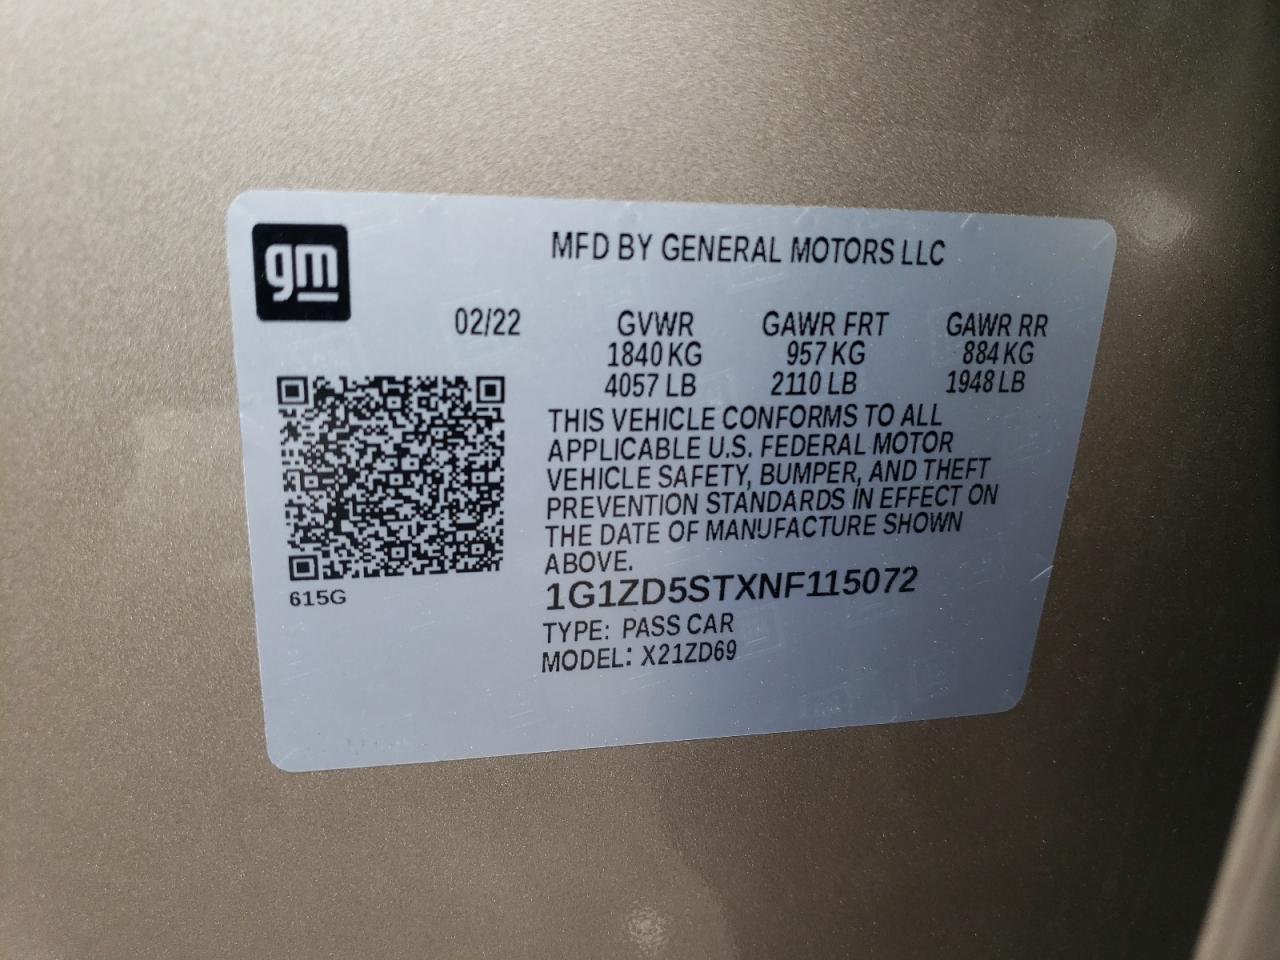 gm
MFD BY GENERAL MOTORS LLC
02/22 GVWR GAWR FRT GAWR RR
1840 KG 957 KG 884 KG
4057 LB 2110 LB 1948 LB
THIS VEHICLE CONFORMS TO ALL
APPLICABLE U.S. FEDERAL MOTOR
VEHICLE SAFETY, BUMPER, AND THEFT
PREVENTION STANDARDS IN EFFECT ON
THE DATE OF MANUFACTURE SHOWN
ABOVE.
615G
1G1ZD5STXNF115072
TYPE: PASS CAR
MODEL: X21ZD69